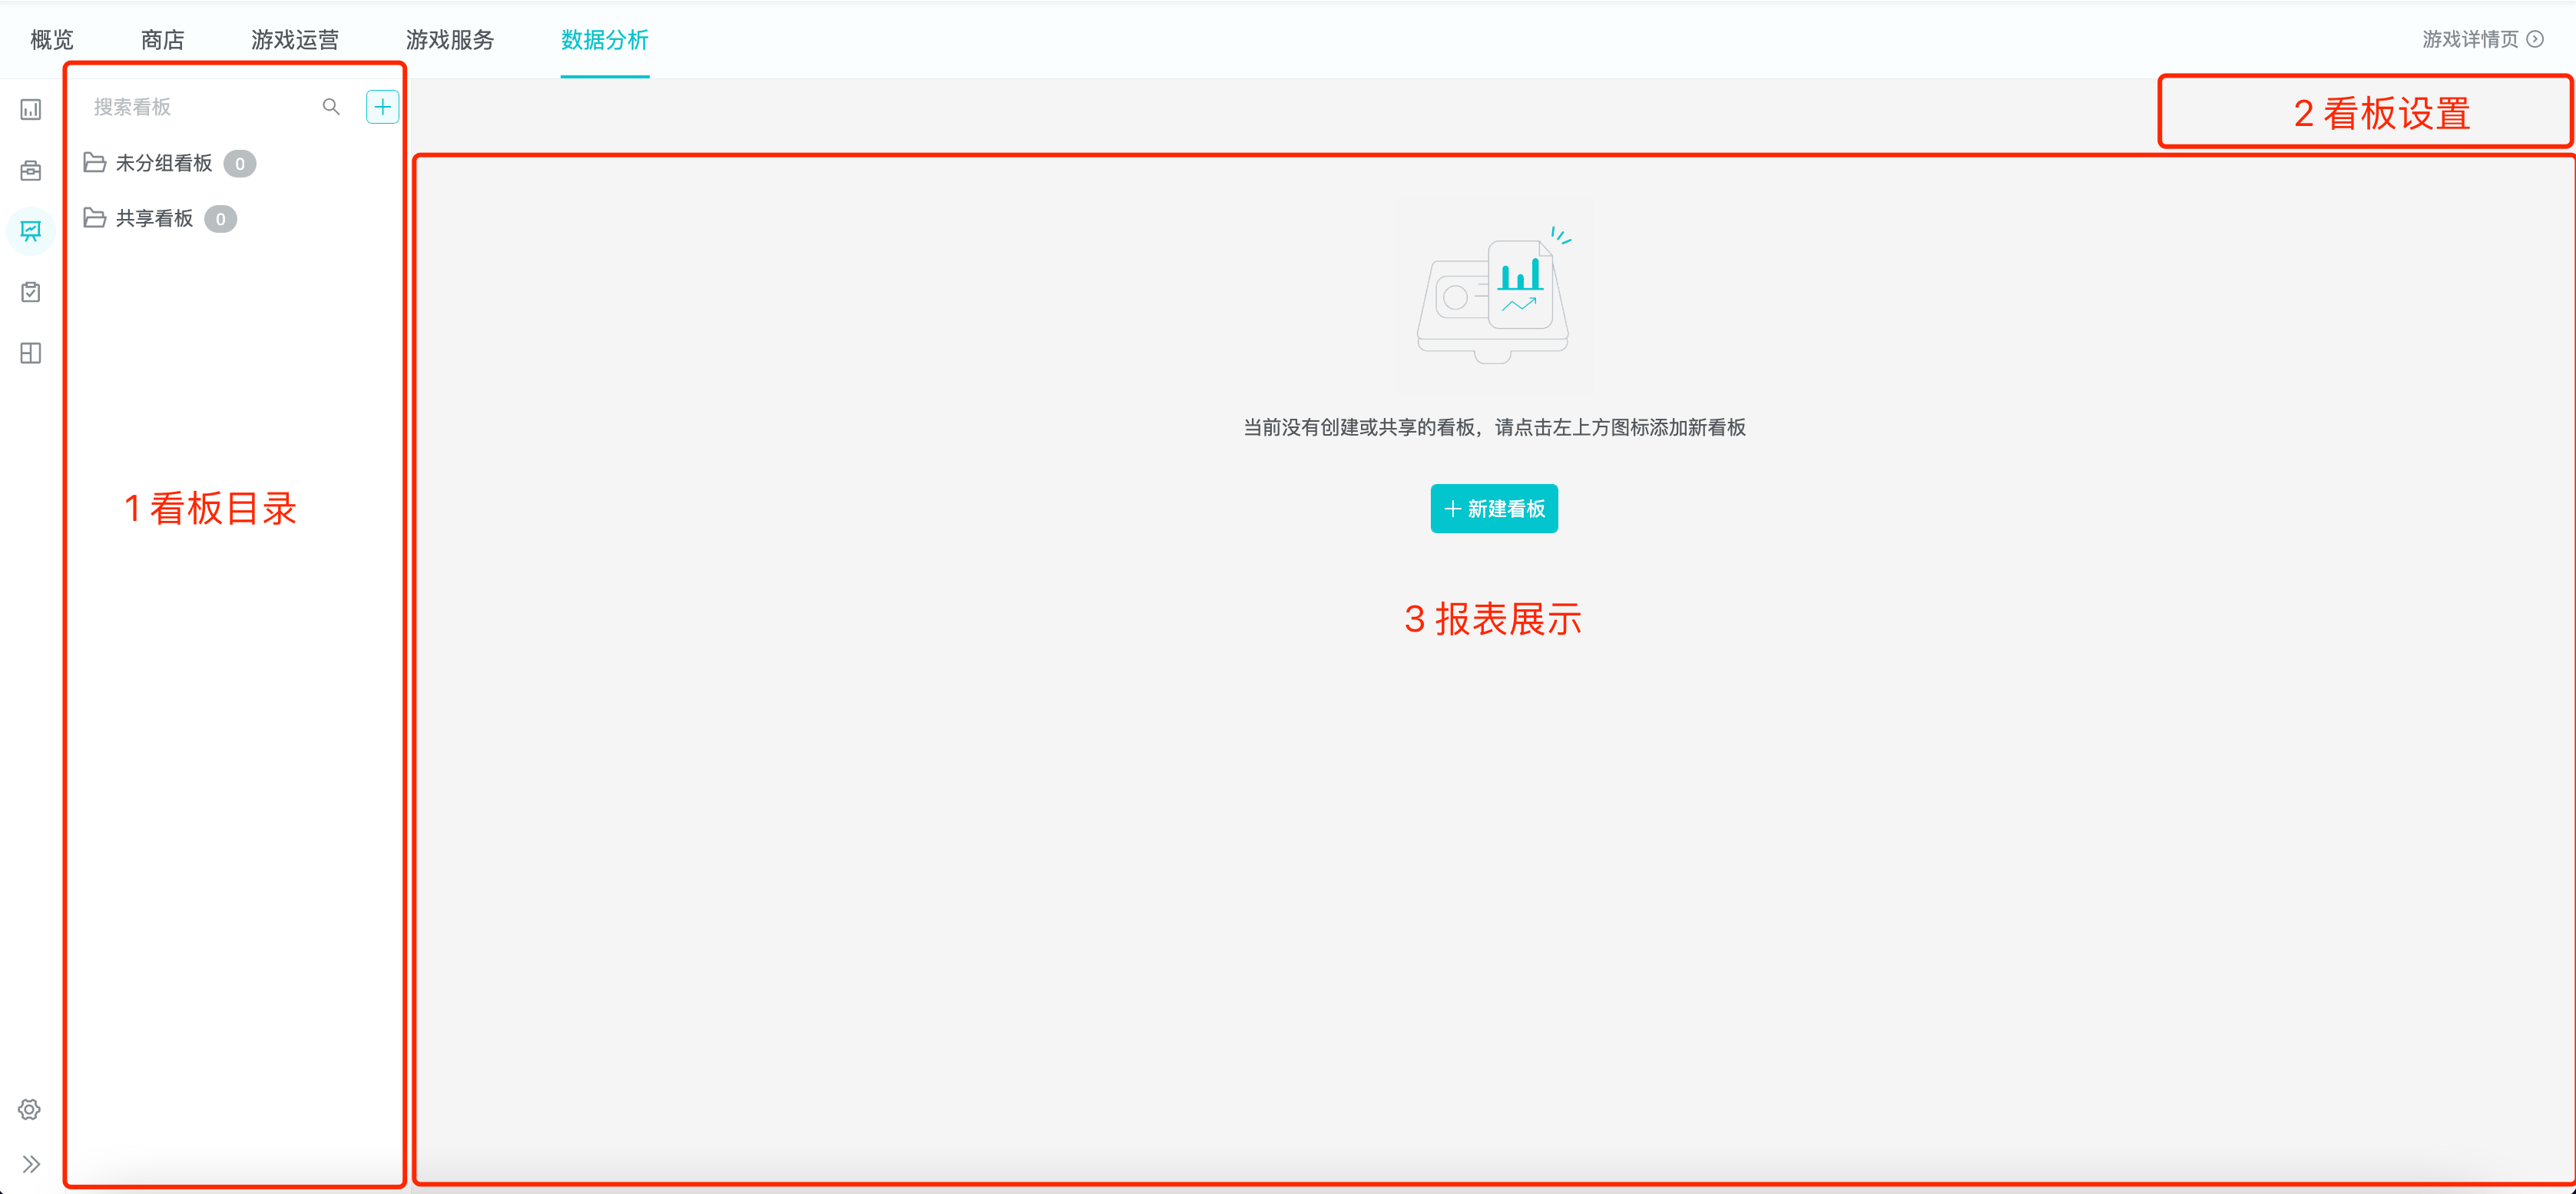 概览 商店 游戏运营 游戏服务 数据分析 游戏详情页
搜索看板
2 看板设置
未分组看板 0
共享看板 0
当前没有创建或共享的看板，请点击左上方图标添加新看板
1 看板目录
新建看板
3 报表展示